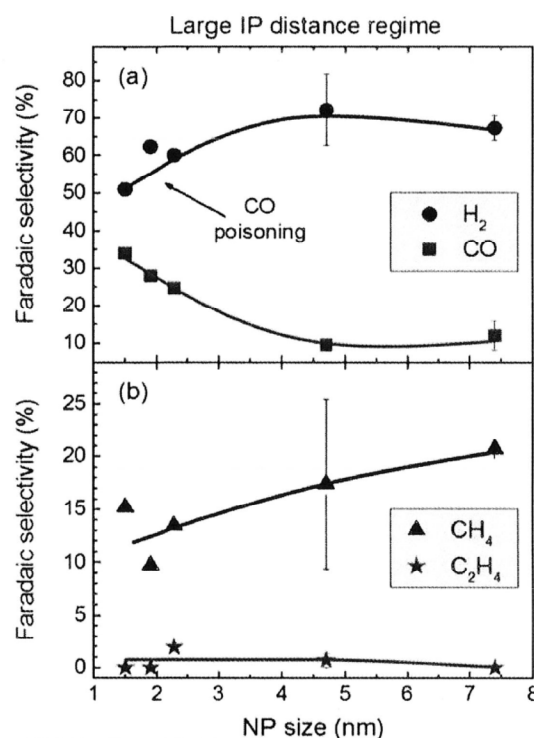 Large IP distance regime
(a)
80
70
60
50
40
30
20
10
Faradaic selectivity (%)
CO
poisoning
H₂
CO
(b)
25
20
15
10
5
0
Faradaic selectivity (%)
CH₄
C₂H₄
1 2 3 4 5 6 7 8
NP size (nm)